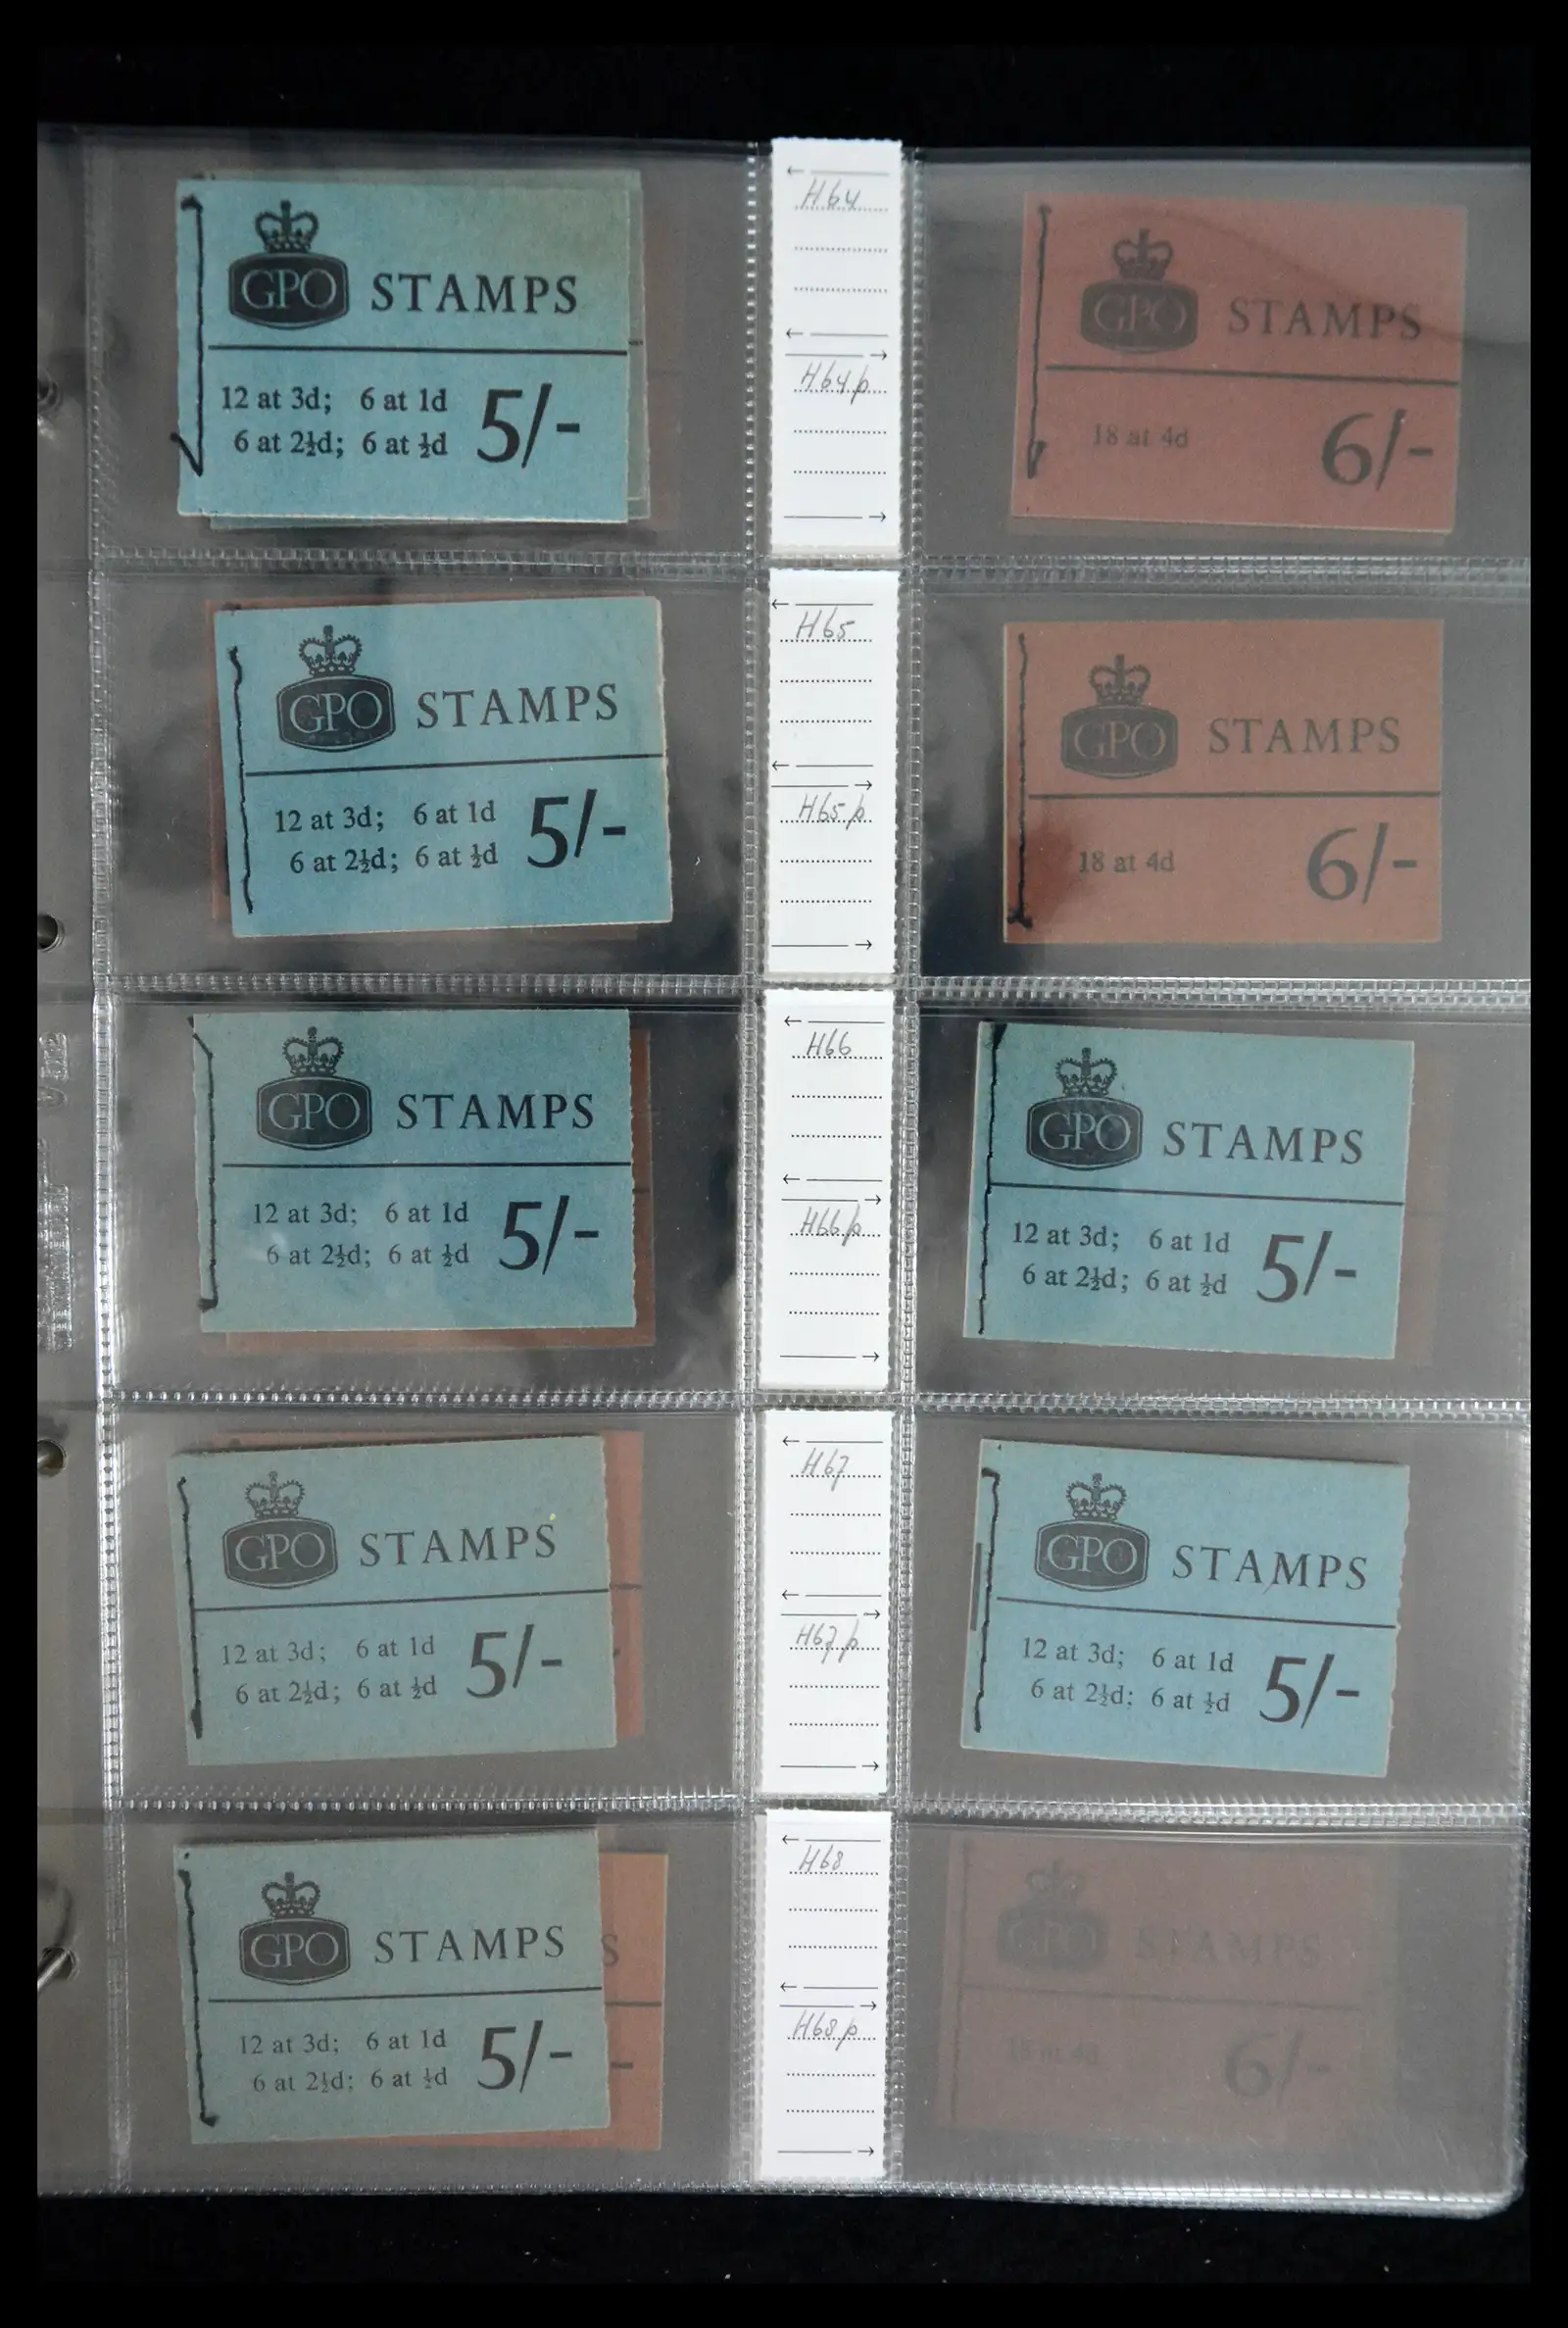 GPO STAMPS
12 at 3d; 6 at 1d
6 at 2½d; 6 at ½d 5/-
H64
H64p
GPO STAMPS
18 at 4d 6/-
GPO STAMPS
12 at 3d; 6 at 1d
6 at 2½d; 6 at ½d 5/-
H65
H65p
GPO STAMPS
18 at 4d 6/-
GPO STAMPS
12 at 3d; 6 at 1d
6 at 2½d; 6 at ½d 5/-
H66
H66p
GPO STAMPS
12 at 3d; 6 at 1d
6 at 2½d; 6 at ½d 5/-
GPO STAMPS
12 at 3d; 6 at 1d
6 at 2½d; 6 at ½d 5/-
H67
H67p
GPO STAMPS
12 at 3d; 6 at 1d
6 at 2½d; 6 at ½d 5/-
GPO STAMPS S
12 at 3d; 6 at 1d
6 at 2½d; 6 at ½d 5/- -
H68
H68p
GPO STAMPS
18 at 4d 6/-